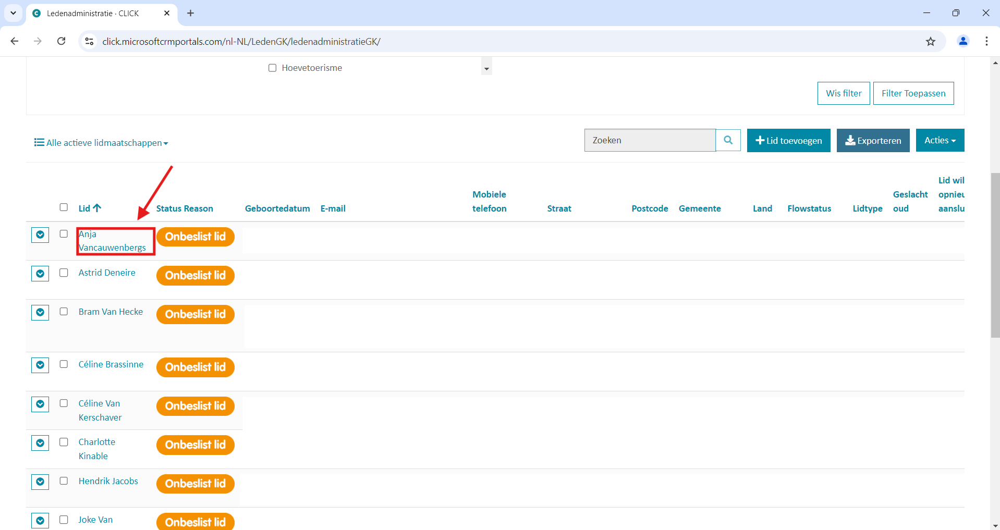 Ledenadministratie · CLICK
click.microsoftcrmportals.com/nl-NL/LedenGK/ledenadministratieGK/
Hoevetoerisme
Wis filter
Filter Toepassen
Alle actieve lidmaatschappen
Zoeken
Lid toevoegen
Exporteren
Acties
Lid
Status Reason
Geboortedatum
E-mail
Mobiele
telefoon
Straat
Postcode
Gemeente
Land
Flowstatus
Lidtype
Geslacht
oud
Lid wil
opnieu
aanslu
Anja
Vancauwenbergs
Onbeslist lid
Astrid Deneire
Onbeslist lid
Bram Van Hecke
Onbeslist lid
Céline Brassinne
Onbeslist lid
Céline Van
Kerschaver
Onbeslist lid
Charlotte
Kinable
Onbeslist lid
Hendrik Jacobs
Onbeslist lid
Joke Van
Onbeslist lid